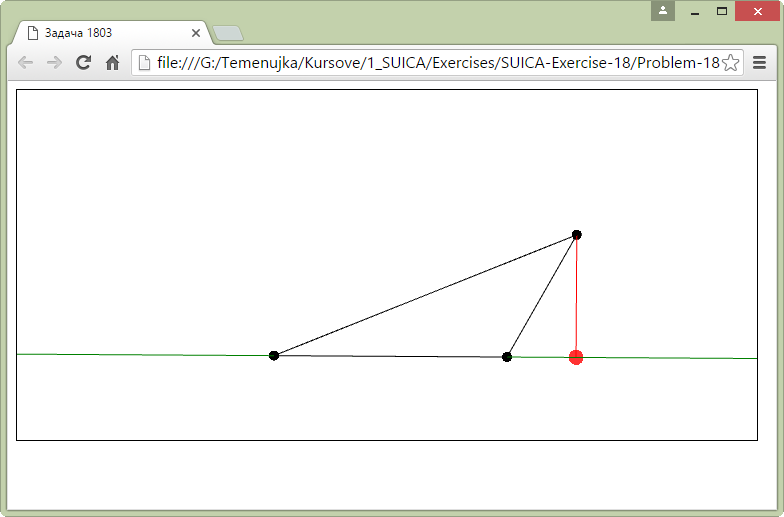 Задача 1803
file:///G:/Temenujka/Kursove/1_SUICA/Exercises/SUICA-Exercise-18/Problem-18